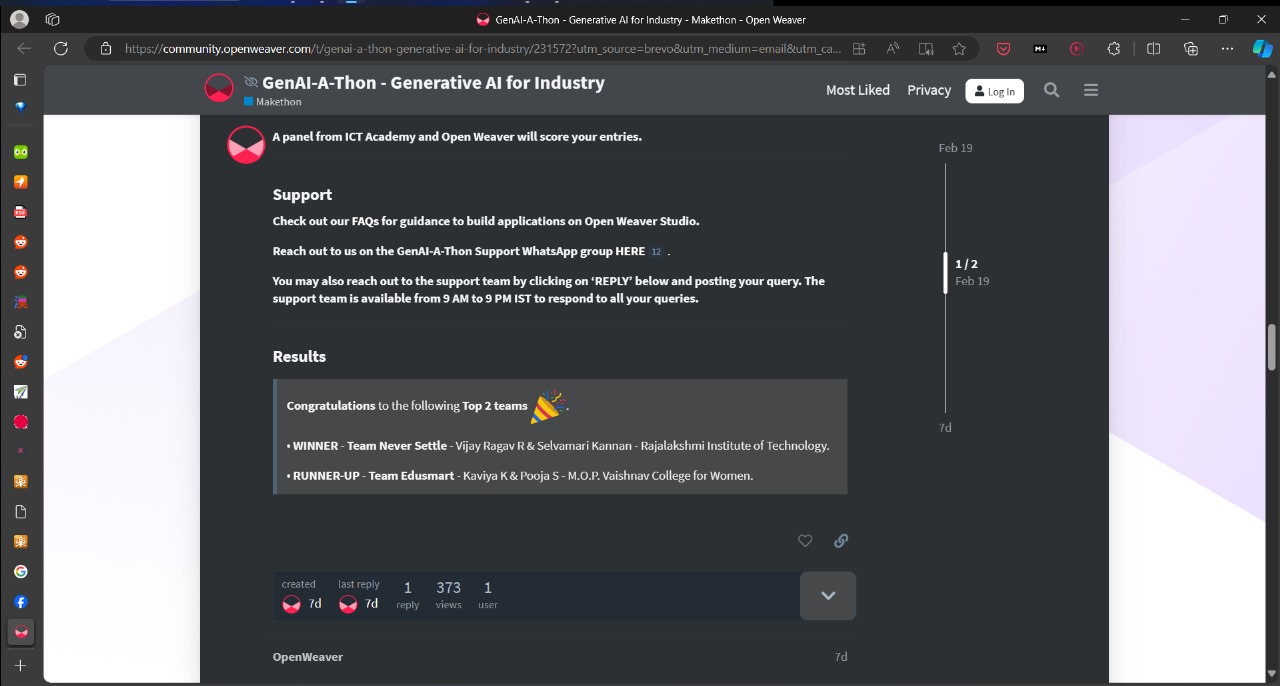 GenAI-A-Thon - Generative AI for Industry - Makethon - Open Weaver
https://community.openweaver.com/t/genai-a-thon-generative-ai-for-industry/231572?utm_source=brevo&utm_medium=email&utm_ca...
GenAI-A-Thon - Generative AI for Industry
Makethon
Most Liked
Privacy
Log In
A panel from ICT Academy and Open Weaver will score your entries.
Support
Check out our FAQs for guidance to build applications on Open Weaver Studio.
Reach out to us on the GenAI-A-Thon Support WhatsApp group HERE 12 .
You may also reach out to the support team by clicking on ‘REPLY’ below and posting your query. The
support team is available from 9 AM to 9 PM IST to respond to all your queries.
Results
Congratulations to the following Top 2 teams .
• WINNER - Team Never Settle - Vijay Ragav R & Selvamari Kannan - Rajalakshmi Institute of Technology.
• RUNNER-UP - Team Edusmart - Kaviya K & Pooja S - M.O.P. Vaishnav College for Women.
Feb 19
1 / 2
Feb 19
7d
created
7d
last reply
7d
1
reply
373
views
1
user
OpenWeaver
7d